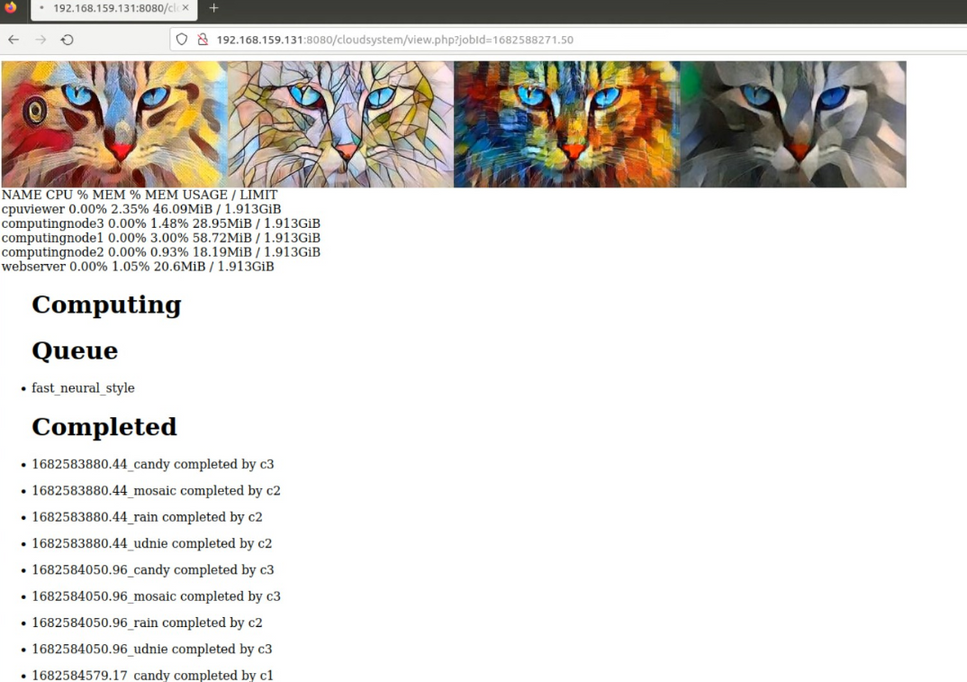 192.168.159.131:8080/clo
192.168.159.131:8080/cloudsystem/view.php?jobId=1682588271.50
NAME CPU % MEM % MEM USAGE / LIMIT
cpuviewer 0.00% 2.35% 46.09MiB / 1.913GiB
computingnode3 0.00% 1.48% 28.95MiB / 1.913GiB
computingnode1 0.00% 3.00% 58.72MiB / 1.913GiB
computingnode2 0.00% 0.93% 18.19MiB / 1.913GiB
webserver 0.00% 1.05% 20.6MiB / 1.913GiB
Computing
Queue
• fast_neural_style
Completed
• 1682583880.44_candy completed by c3
• 1682583880.44_mosaic completed by c2
• 1682583880.44_rain completed by c2
• 1682583880.44_udnie completed by c2
• 1682584050.96_candy completed by c3
• 1682584050.96_mosaic completed by c3
• 1682584050.96_rain completed by c2
• 1682584050.96_udnie completed by c3
• 1682584579.17_candy completed by c1